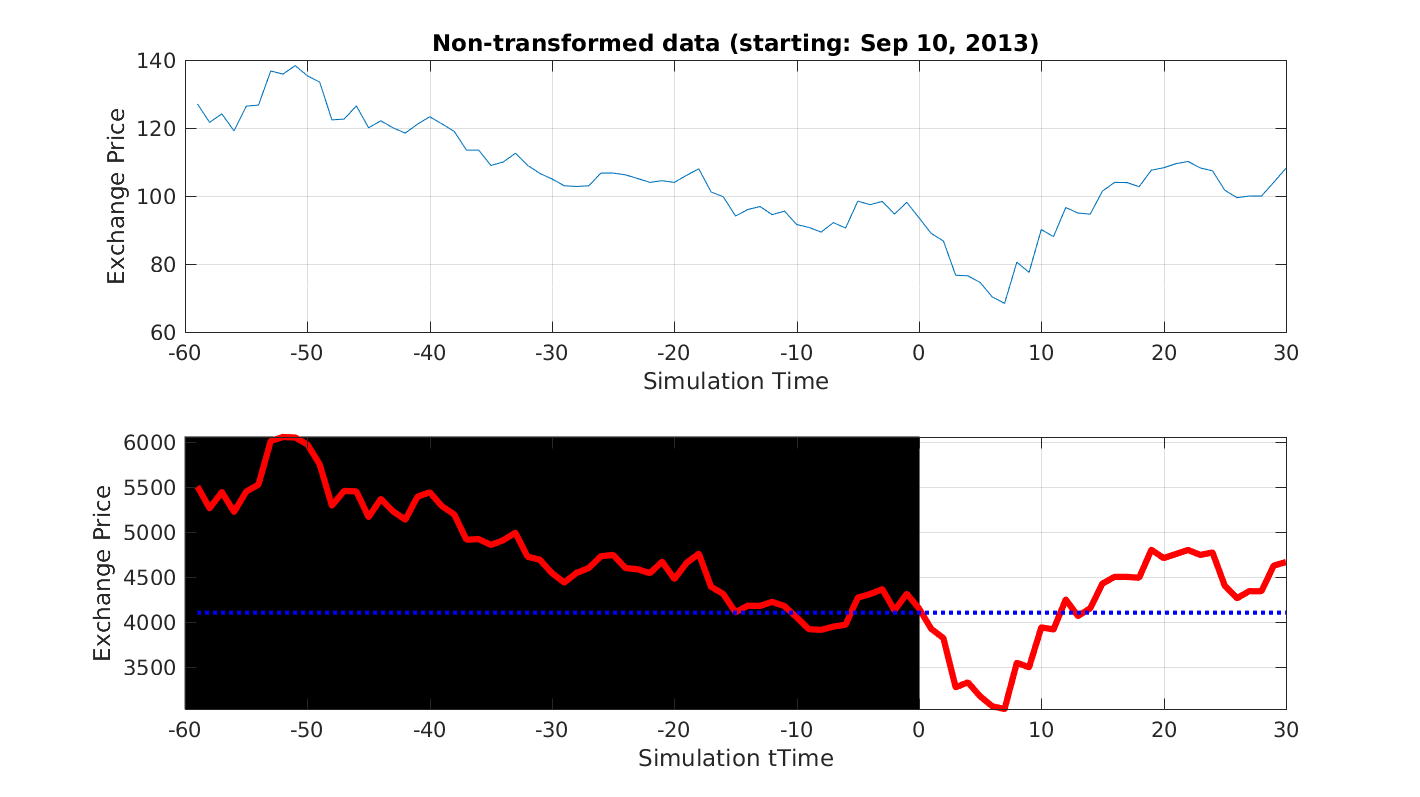 Non-transformed data (starting: Sep 10, 2013)
140
120
100
80
60
Exchange Price
-60 -50 -40 -30 -20 -10 0 10 20 30
Simulation Time
6000
5500
5000
4500
4000
3500
Exchange Price
-60 -50 -40 -30 -20 -10 0 10 20 30
Simulation tTime